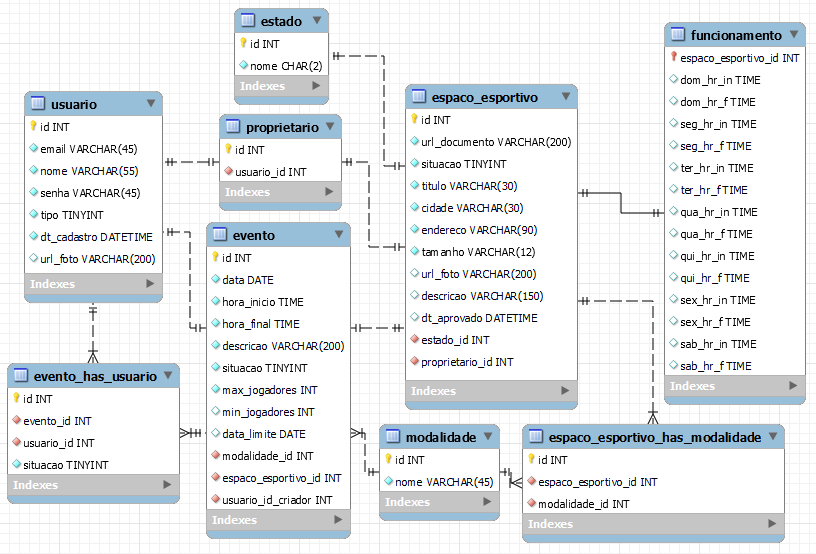 estado
id INT
nome CHAR(2)
Indexes
usuario
id INT
email VARCHAR(45)
nome VARCHAR(55)
senha VARCHAR(45)
tipo TINYINT
dt_cadastro DATETIME
url_foto VARCHAR(200)
Indexes
proprietario
id INT
usuario_id INT
Indexes
espaco_esportivo
id INT
url_documento VARCHAR(200)
situacao TINYINT
titulo VARCHAR(30)
cidade VARCHAR(30)
endereco VARCHAR(90)
tamanho VARCHAR(12)
url_foto VARCHAR(200)
descricao VARCHAR(150)
dt_aprovado DATETIME
estado_id INT
proprietario_id INT
Indexes
funcionamento
espaco_esportivo_id INT
dom_hr_in TIME
dom_hr_f TIME
seg_hr_in TIME
seg_hr_f TIME
ter_hr_in TIME
ter_hr_f TIME
qua_hr_in TIME
qua_hr_f TIME
qui_hr_in TIME
qui_hr_f TIME
sex_hr_in TIME
sex_hr_f TIME
sab_hr_in TIME
sab_hr_f TIME
Indexes
evento
id INT
data DATE
hora_inicio TIME
hora_final TIME
descricao VARCHAR(200)
situacao TINYINT
max_jogadores INT
min_jogadores INT
data_limite DATE
modalidade_id INT
espaco_esportivo_id INT
usuario_id_criador INT
Indexes
evento_has_usuario
id INT
evento_id INT
usuario_id INT
situacao TINYINT
Indexes
modalidade
id INT
nome VARCHAR(45)
Indexes
espaco_esportivo_has_modalidade
id INT
espaco_esportivo_id INT
modalidade_id INT
Indexes